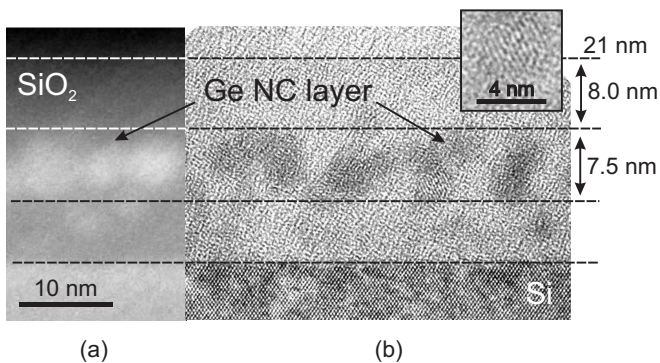 21 nm
SiO2
8.0 nm
Ge NC layer
4 nm
7.5 nm
10 nm
Si
(a)
(b)